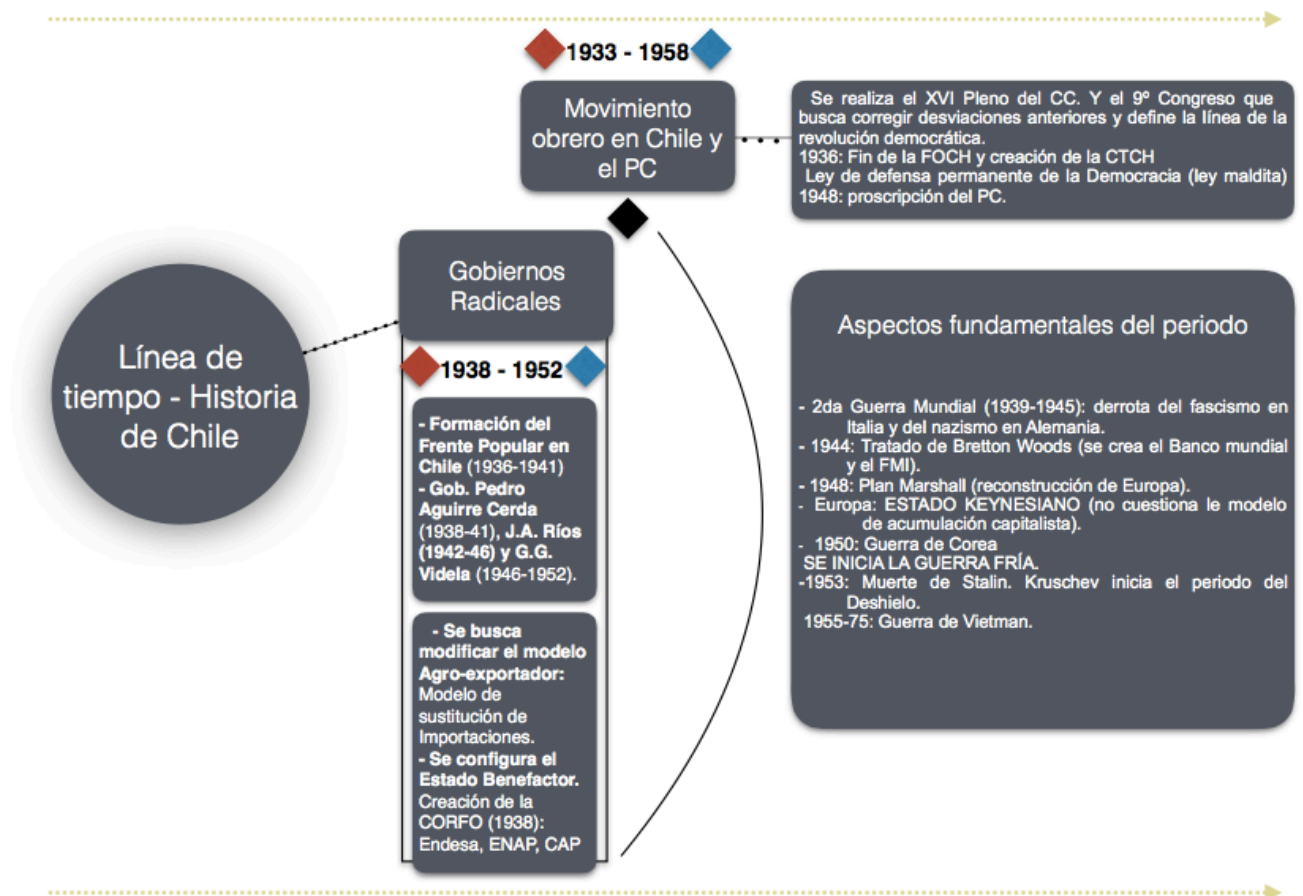 1933 - 1958
Movimiento
obrero en Chile y
el PC
Se realiza el XVI Pleno del CC. Y el 9º Congreso que
busca corregir desviaciones anteriores y define la línea de la
revolución democrática.
1936: Fin de la FOCH y creación de la CTCH
Ley de defensa permanente de la Democracia (ley maldita)
1948: proscripción del PC.
Línea de
tiempo - Historia
de Chile
Gobiernos
Radicales
1938 - 1952
- Formación del
Frente Popular en
Chile (1936-1941)
- Gob. Pedro
Aguirre Cerda
(1938-41), J.A. Ríos
(1942-46) y G.G.
Videla (1946-1952).
- Se busca
modificar el modelo
Agro-exportador:
Modelo de
sustitución de
Importaciones.
- Se configura el
Estado Benefactor.
Creación de la
CORFO (1938):
Endesa, ENAP, CAP
Aspectos fundamentales del periodo
- 2da Guerra Mundial (1939-1945): derrota del fascismo en
Italia y del nazismo en Alemania.
- 1944: Tratado de Bretton Woods (se crea el Banco mundial
y el FMI).
- 1948: Plan Marshall (reconstrucción de Europa).
- Europa: ESTADO KEYNESIANO (no cuestiona le modelo
de acumulación capitalista).
- 1950: Guerra de Corea
SE INICIA LA GUERRA FRÍA.
-1953: Muerte de Stalin. Kruschev inicia el periodo del
Deshielo.
1955-75: Guerra de Vietman.